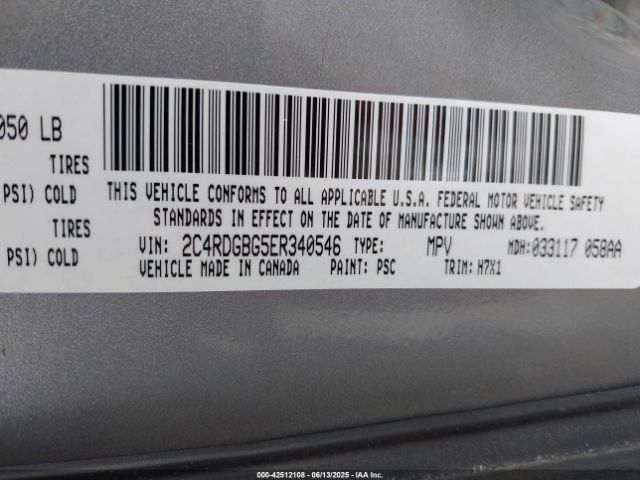 050 LB
TIRES
PSI) COLD
TIRES
PSI) COLD
THIS VEHICLE CONFORMS TO ALL APPLICABLE U.S.A. FEDERAL MOTOR VEHICLE SAFETY
STANDARDS IN EFFECT ON THE DATE OF MANUFACTURE SHOWN ABOVE.
VIN: 2C4RDGBG5ER340546 TYPE: MPV MDH:033117 058AA
VEHICLE MADE IN CANADA PAINT: PSC TRIM: H7X1
000-42512108 - 06/13/2025 - IAA Inc.